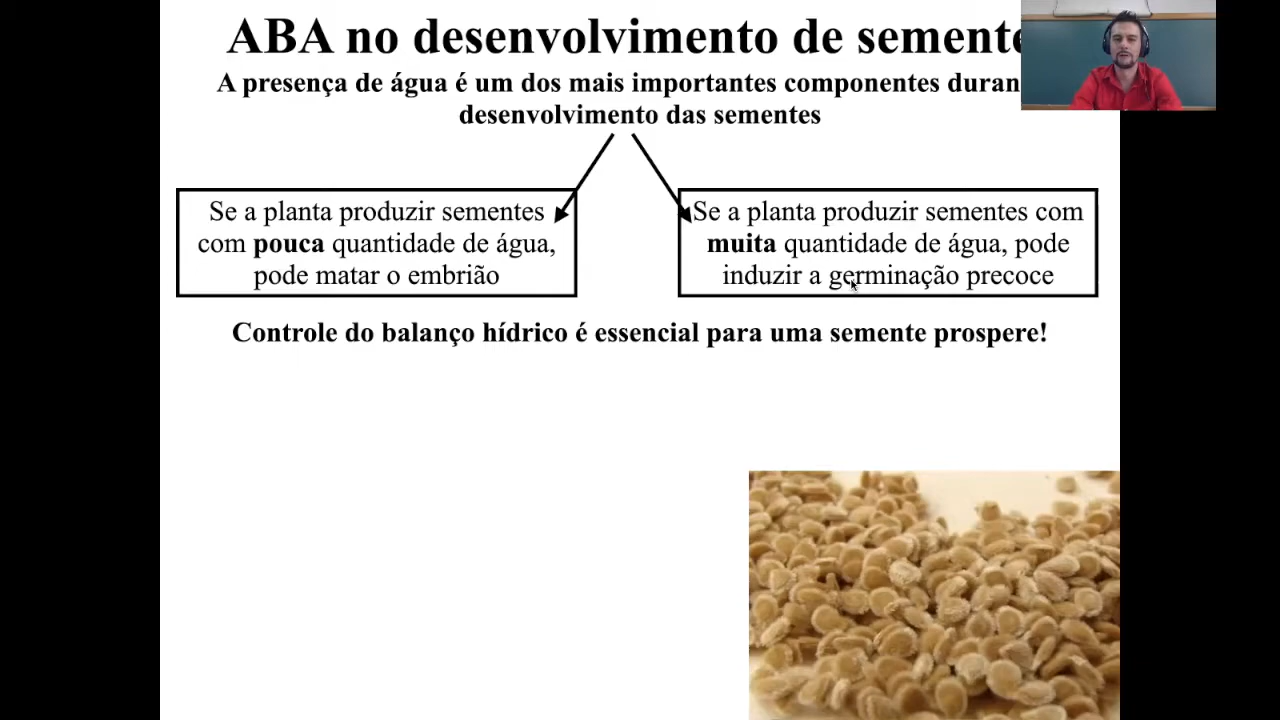 ABA no desenvolvimento de semente
A presença de água é um dos mais importantes componentes duran
desenvolvimento das sementes
Se a planta produzir sementes
com pouca quantidade de água,
pode matar o embrião
Se a planta produzir sementes com
muita quantidade de água, pode
induzir a germinação precoce
Controle do balanço hídrico é essencial para uma semente prospere!